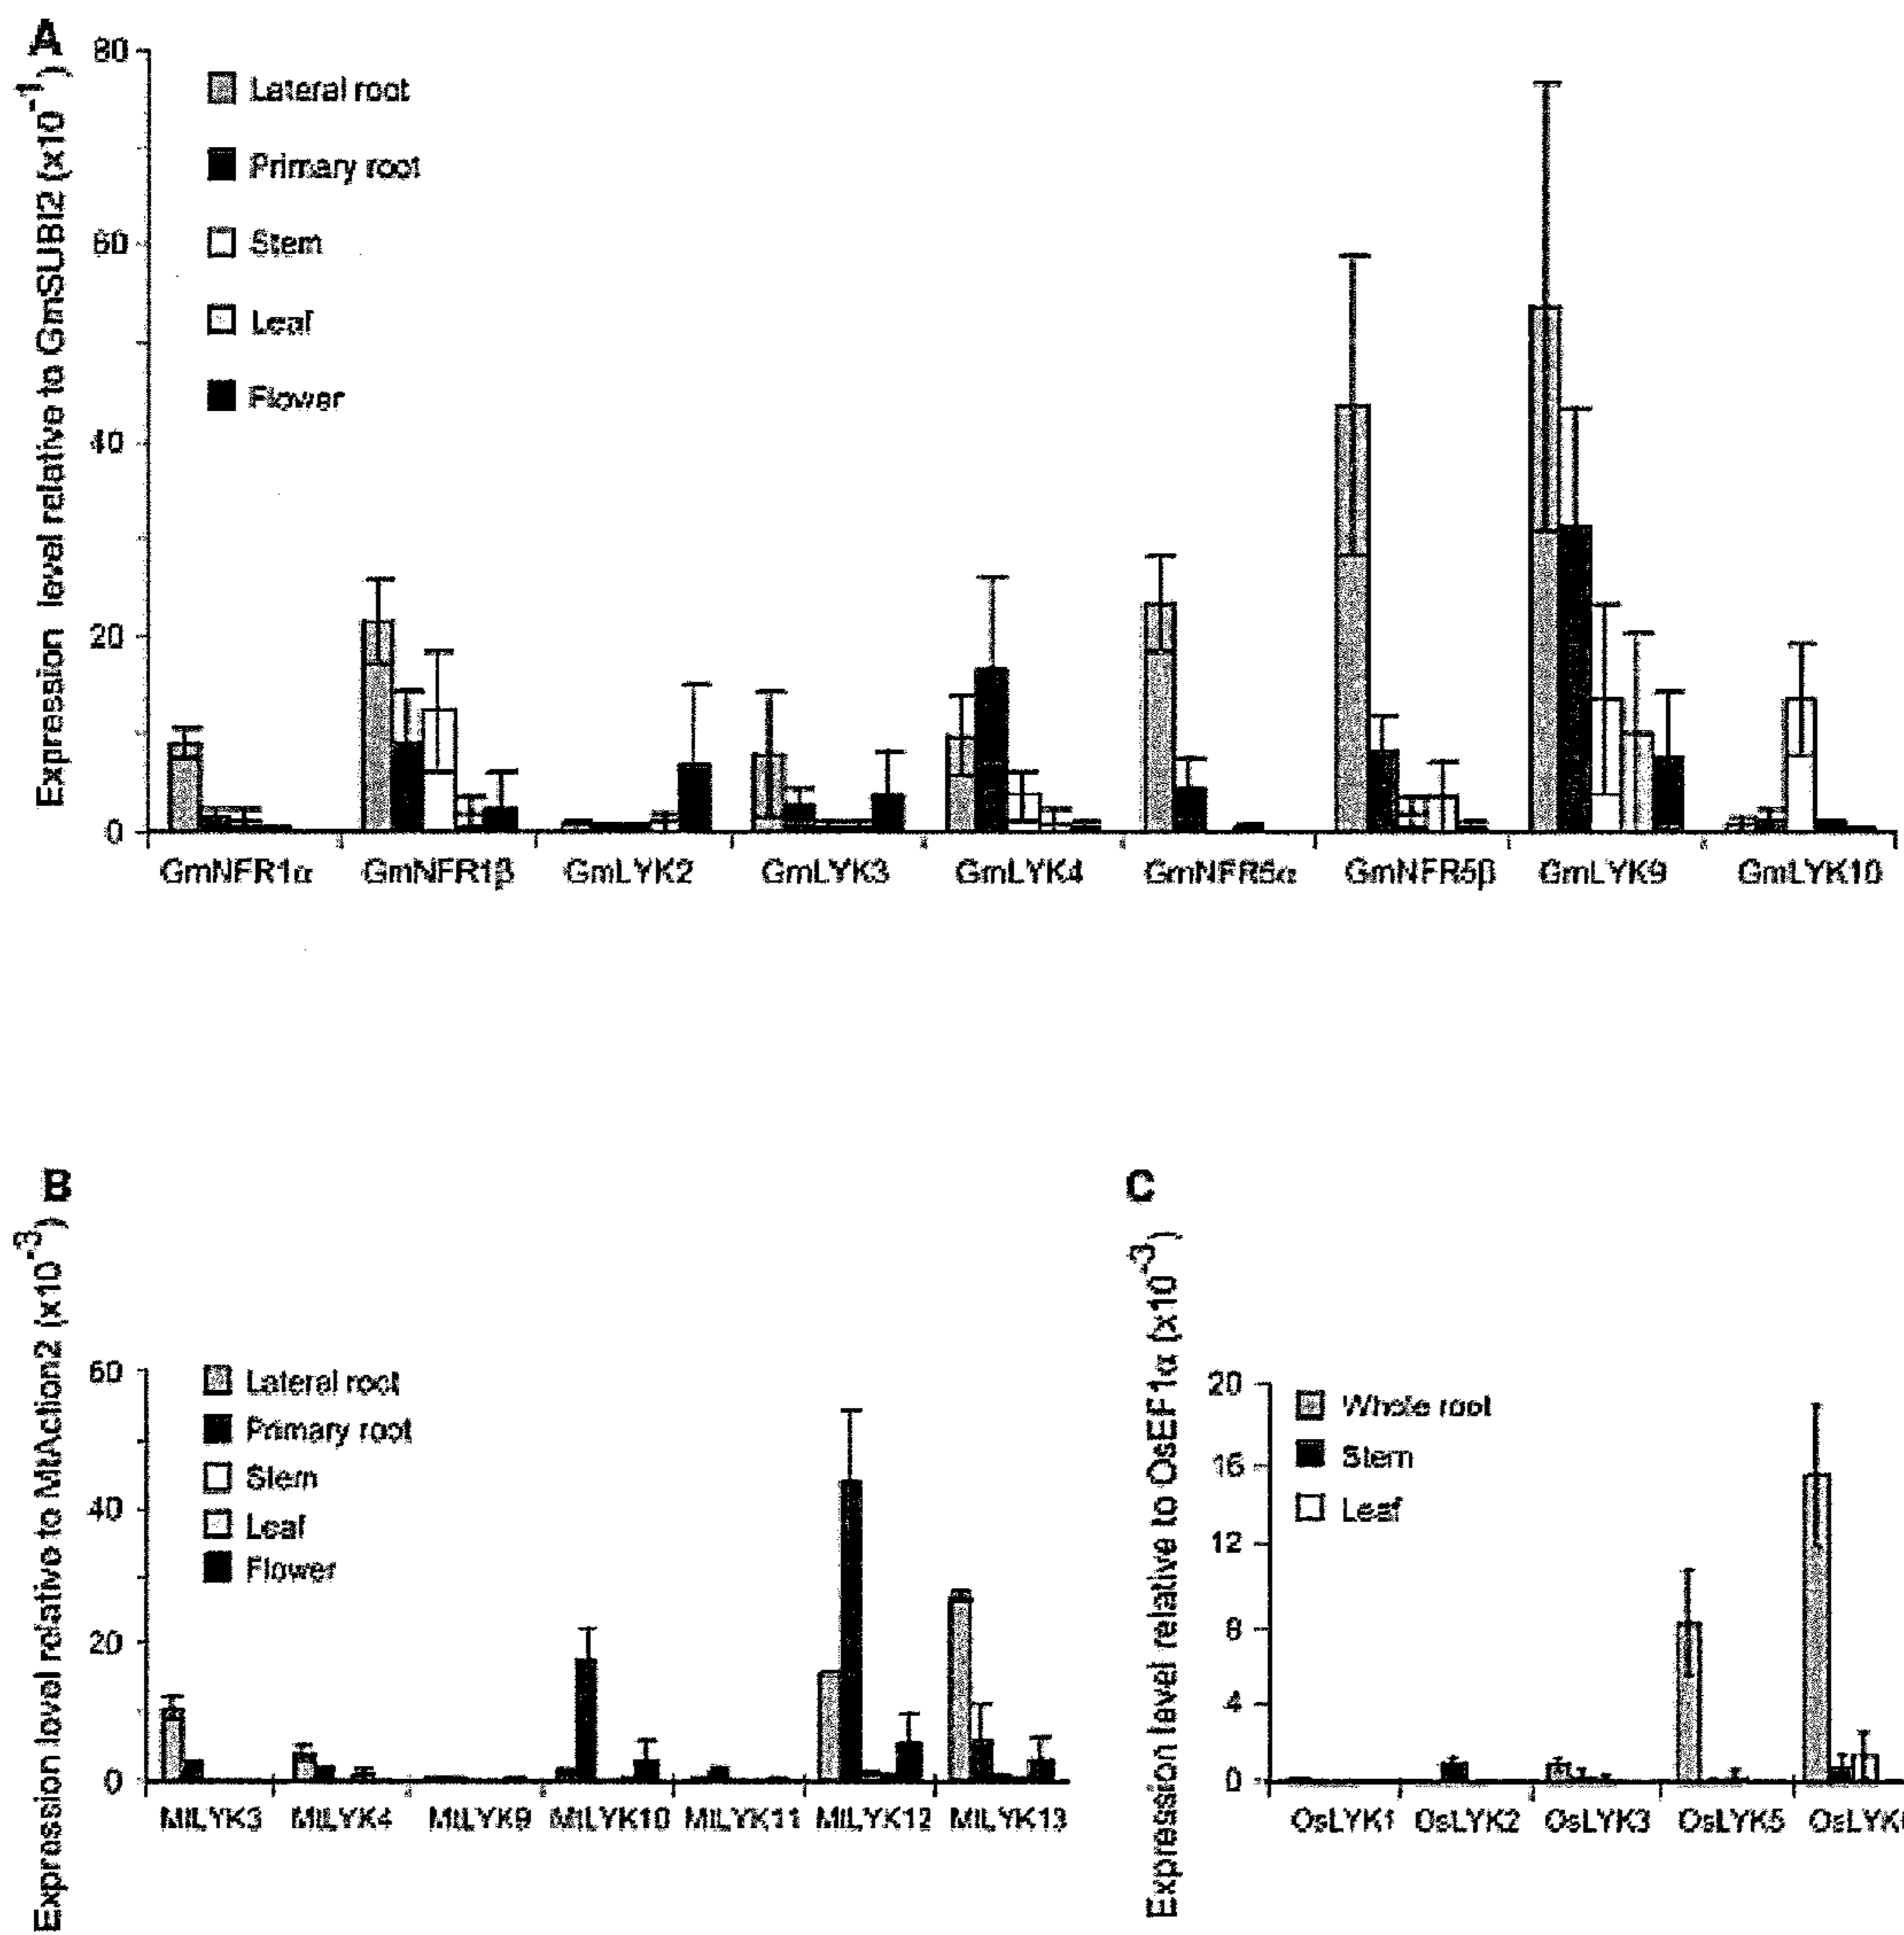 A
Expression level relative to GmSUBI2 (x10-1)
80
60
40
20
0
Lateral root
Primary root
Stem
Leaf
Flower
GmNFR1α GmNFR1β GmLYK2 GmLYK3 GmLYK4 GmNFR5α GmNFR5β GmLYK9 GmLYK10
B
Expression level relative to MtAction2 (x10-3)
60
40
20
0
Lateral root
Primary root
Stem
Leaf
Flower
MtLYK3 MtLYK4 MtLYK9 MtLYK10 MtLYK11 MtLYK12 MtLYK13
C
Expression level relative to OsEF1α (x10-3)
20
16
12
8
4
0
Whole root
Stem
Leaf
OsLYK1 OsLYK2 OsLYK3 OsLYK5 OsLYK6